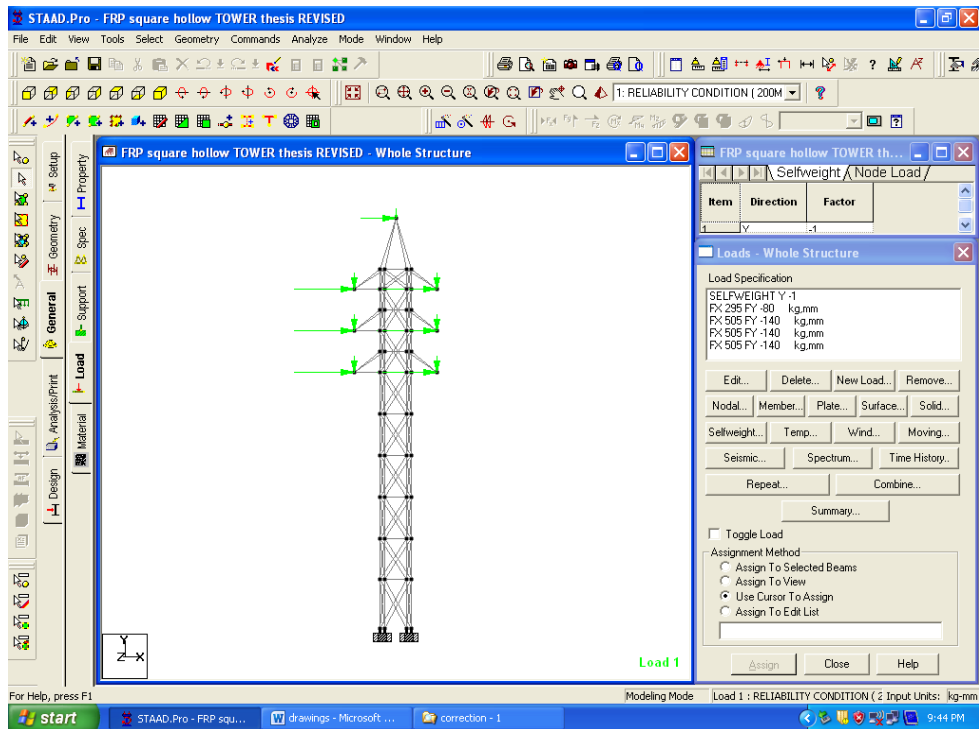 STAAD.Pro - FRP square hollow TOWER thesis REVISED
File Edit View Tools Select Geometry Commands Analyze Mode Window Help
1: RELIABILITY CONDITION ( 200M
Setup
Geometry
General
Analysis/Print
Design
Property
Spec
Support
Load
Material
FRP square hollow TOWER thesis REVISED - Whole Structure
Y
Z X
Load 1
FRP square hollow TOWER th...
Selfweight Node Load
Item Direction Factor
1 Y -1
Loads - Whole Structure
Load Specification
SELFWEIGHT Y -1
FX 295 FY -80 kg,mm
FX 505 FY -140 kg,mm
FX 505 FY -140 kg,mm
FX 505 FY -140 kg,mm
Edit... Delete... New Load... Remove...
Nodal... Member... Plate... Surface... Solid...
Selfweight... Temp... Wind... Moving...
Seismic... Spectrum... Time History..
Repeat... Combine...
Summary...
Toggle Load
Assignment Method
Assign To Selected Beams
Assign To View
Use Cursor To Assign
Assign To Edit List
Assign Close Help
For Help, press F1 Modeling Mode Load 1 : RELIABILITY CONDITION ( 2 Input Units: kg-mm
start STAAD.Pro - FRP squ... drawings - Microsoft ... correction - 1 9:44 PM